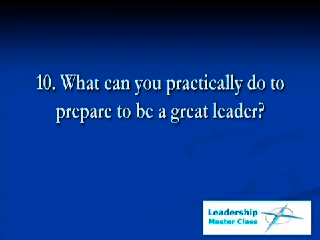 10. What can you practically do to
prepare to be a great leader?
Leadership
Master Class